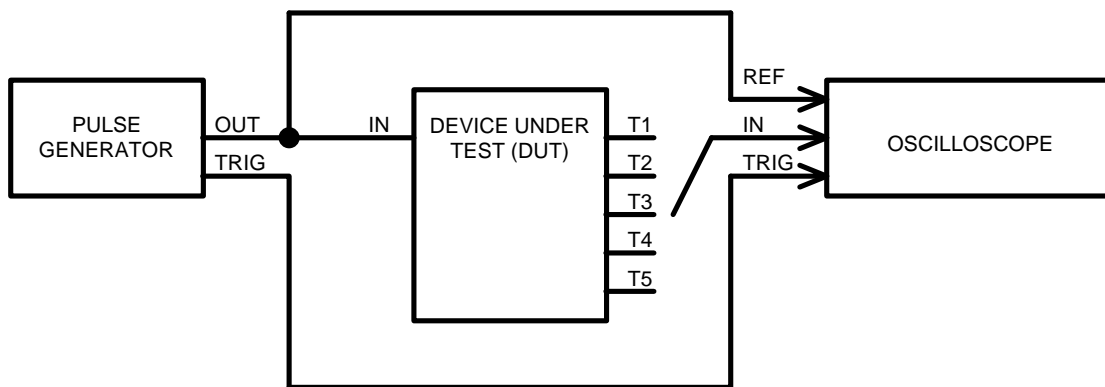 REF
PULSE
GENERATOR
OUT
IN
DEVICE UNDER
TEST (DUT)
T1
IN
OSCILLOSCOPE
TRIG
T2
TRIG
T3
T4
T5